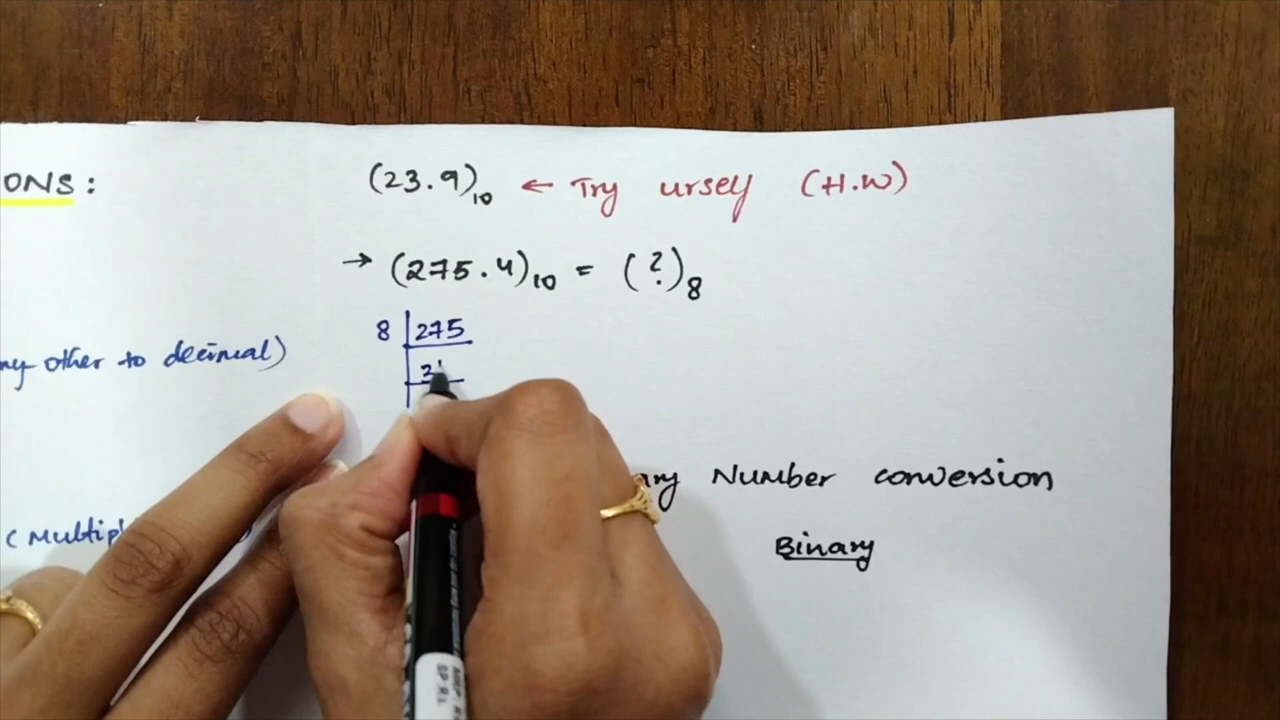 ONS:
(23.9)10 ← Try ursely (H.W)
→ (275.4)10 = (?)8
8 275
ny other to decimal)
Number conversion
(Multipl
Binary